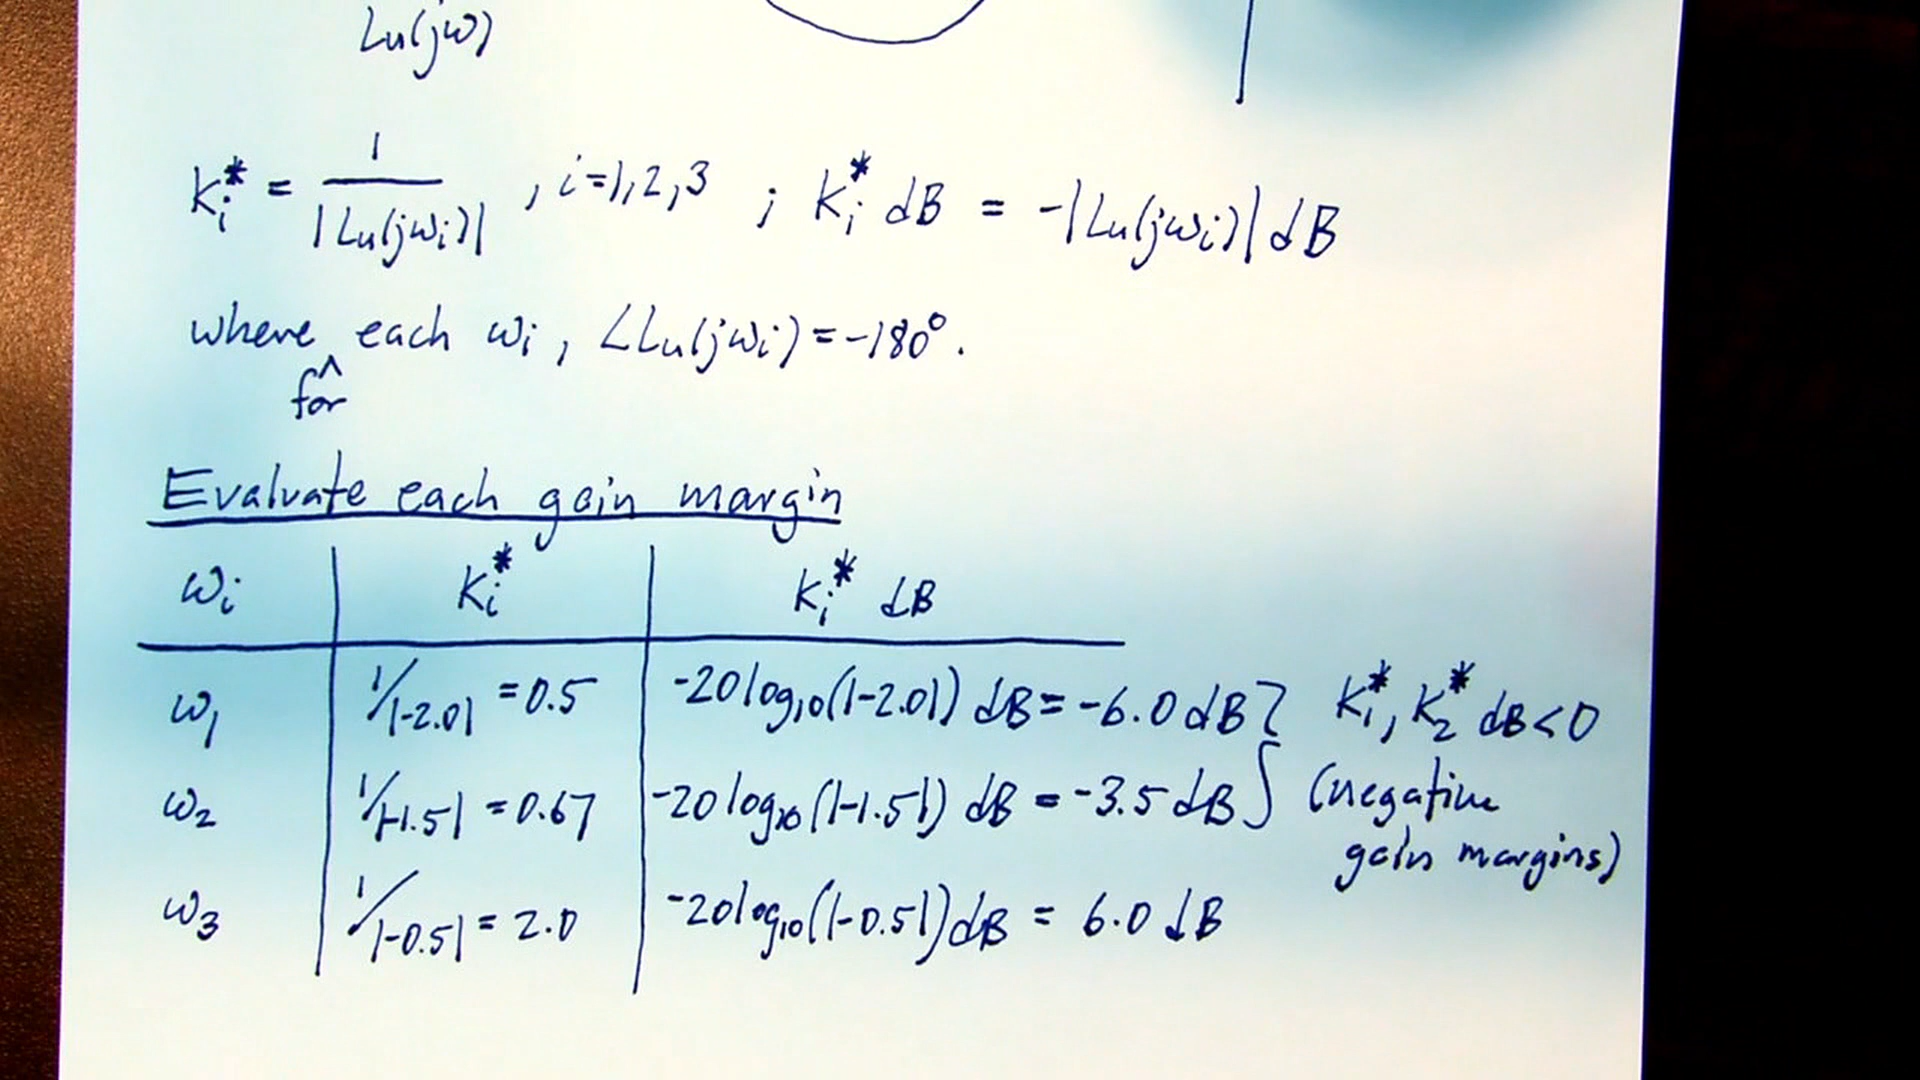 Lu(jω)
Ki* = 1 / |Lu(jωi)| , i=1,2,3 ; Ki* dB = -|Lu(jωi)| dB
where each ωi, ∠Lu(jωi) = -180°.
^
for
Evaluate each gain margin
ωi Ki* Ki* dB
ω1 1/|-2.0| = 0.5 -20log10(|-2.0|) dB = -6.0 dB } K1*, K2* dB<0
ω2 1/|-1.5| = 0.67 -20log10(|-1.5|) dB = -3.5 dB (negative
gain margins)
ω3 1/|-0.5| = 2.0 -20log10(|-0.5|) dB = 6.0 dB